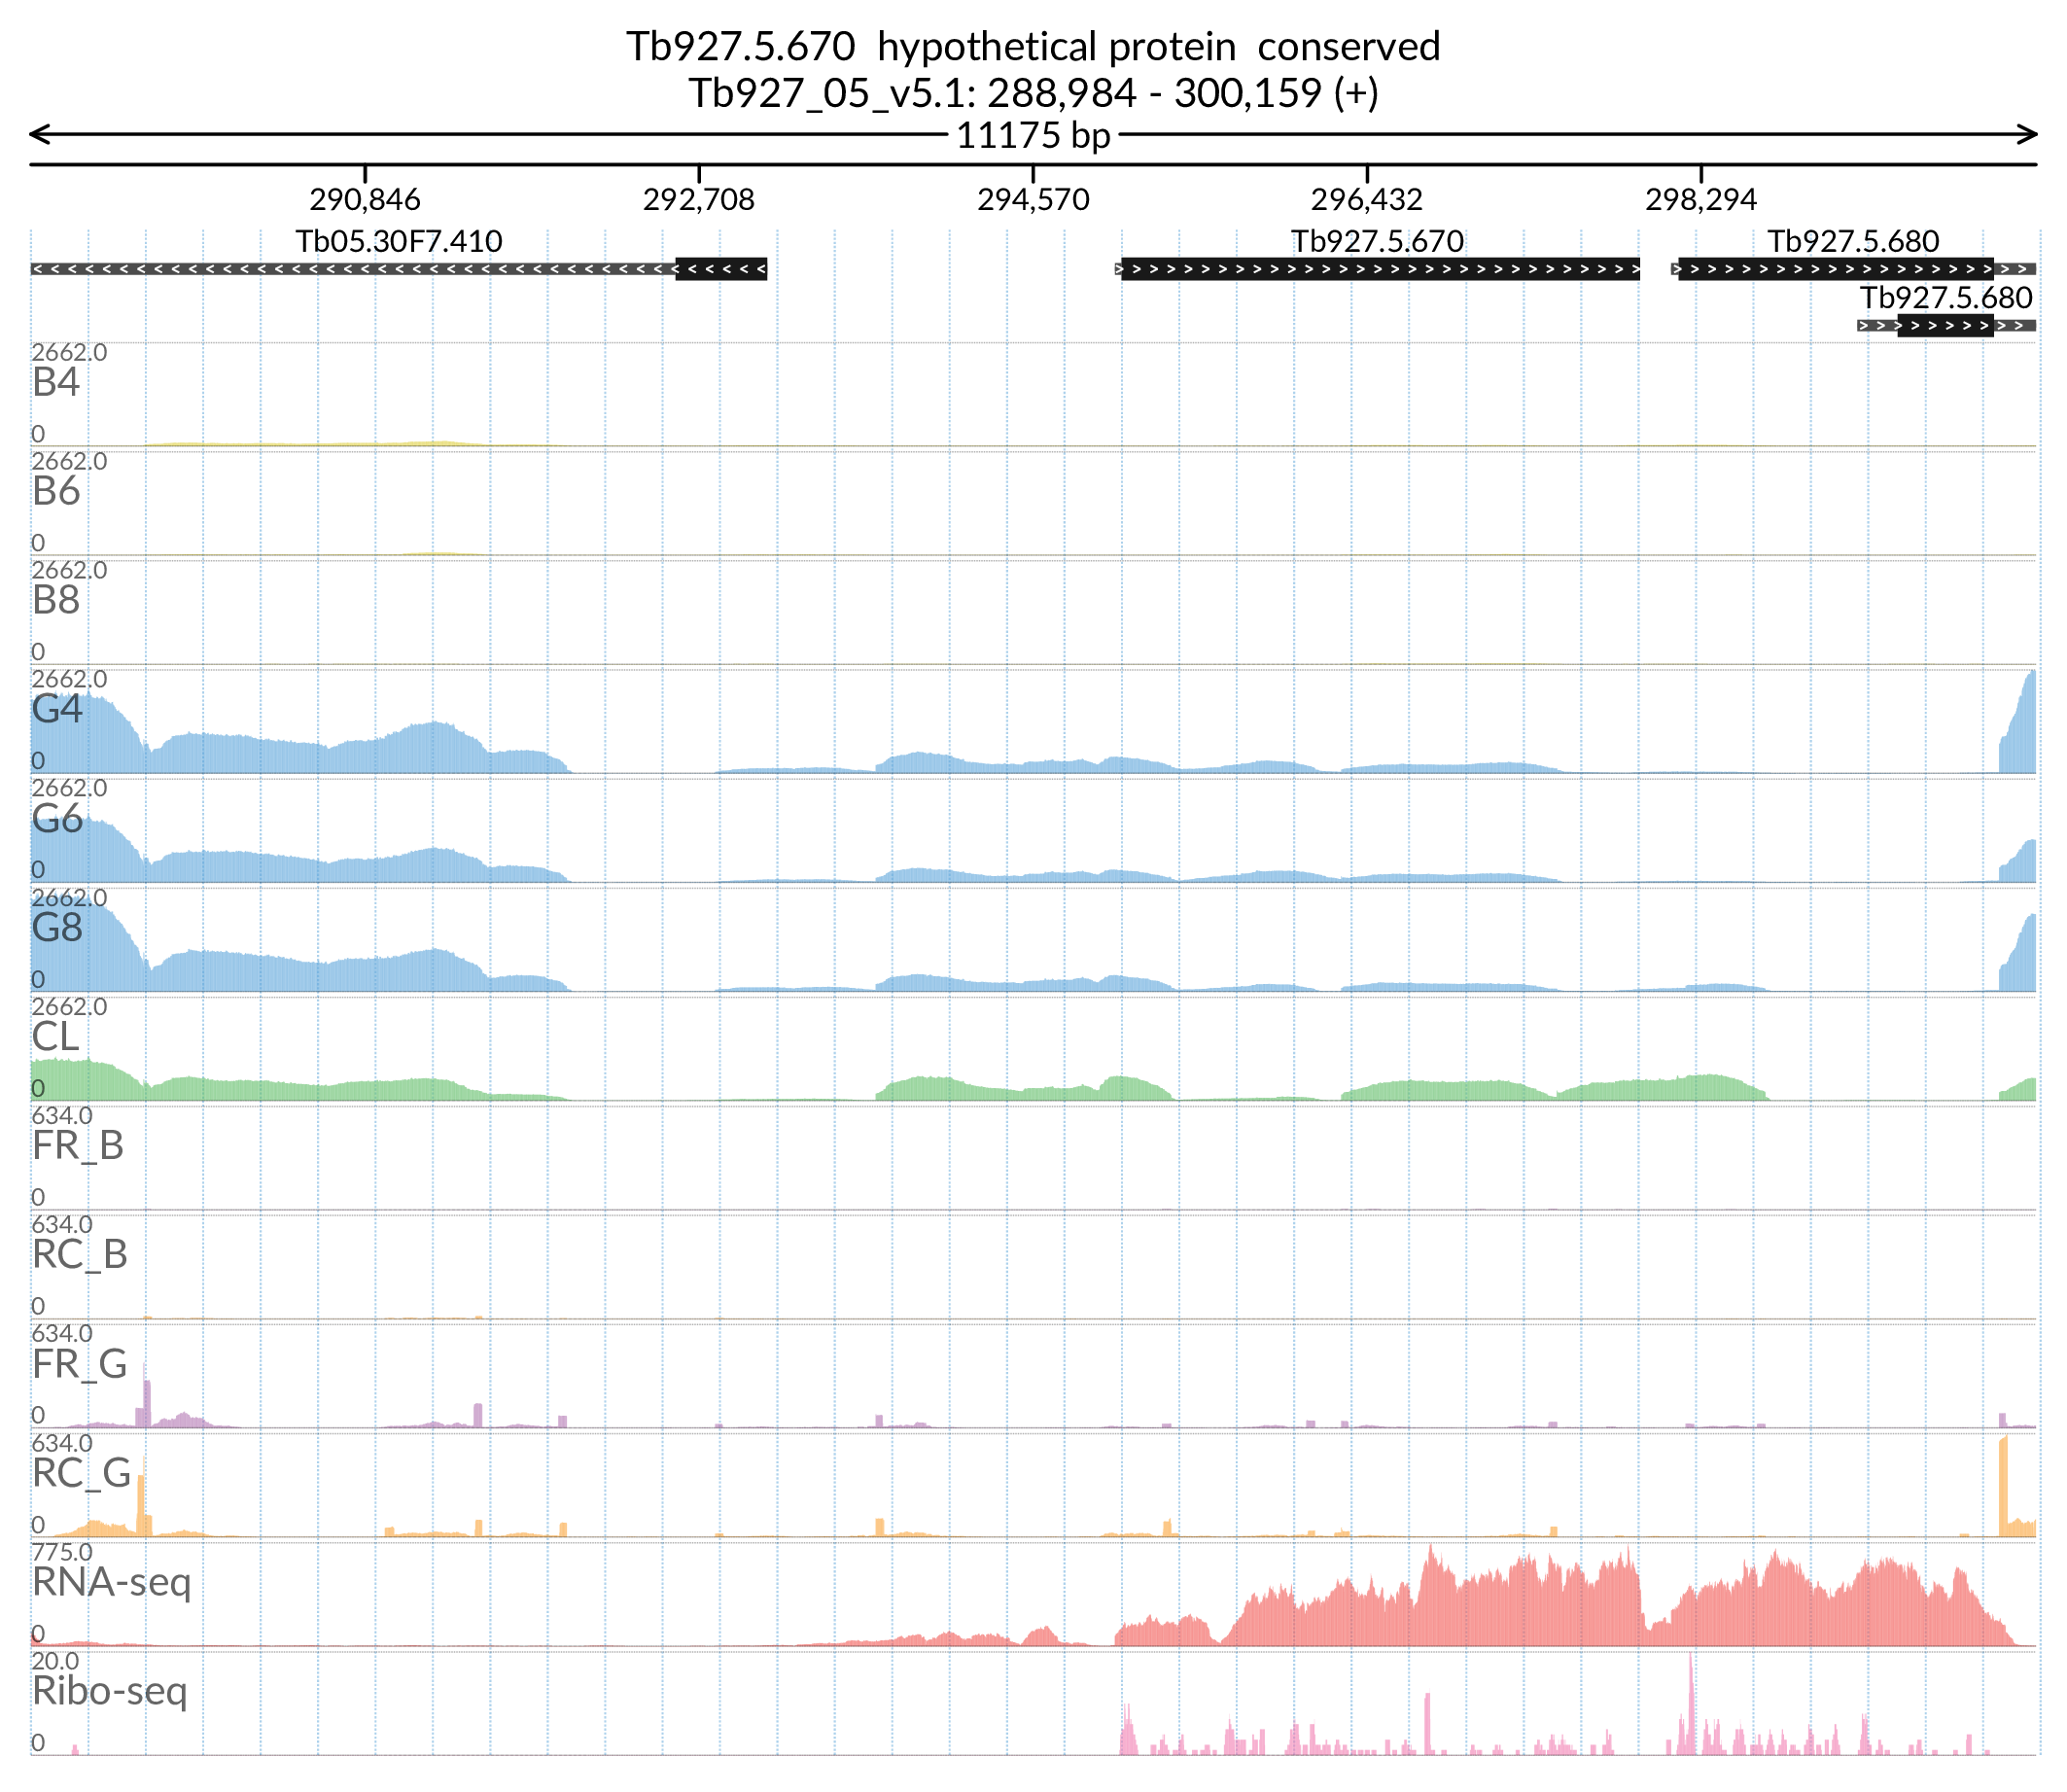 Tb927.5.670  hypothetical protein  conserved
Tb927_05_v5.1: 288,984 - 300,159 (+)
11175 bp
290,846 292,708 294,570 296,432 298,294
Tb05.30F7.410 Tb927.5.670 Tb927.5.680
Tb927.5.680
2662.0
B4
0
2662.0
B6
0
2662.0
B8
0
2662.0
G4
0
2662.0
G6
0
2662.0
G8
0
2662.0
CL
0
634.0
FR_B
0
634.0
RC_B
0
634.0
FR_G
0
634.0
RC_G
0
775.0
RNA-seq
0
20.0
Ribo-seq
0